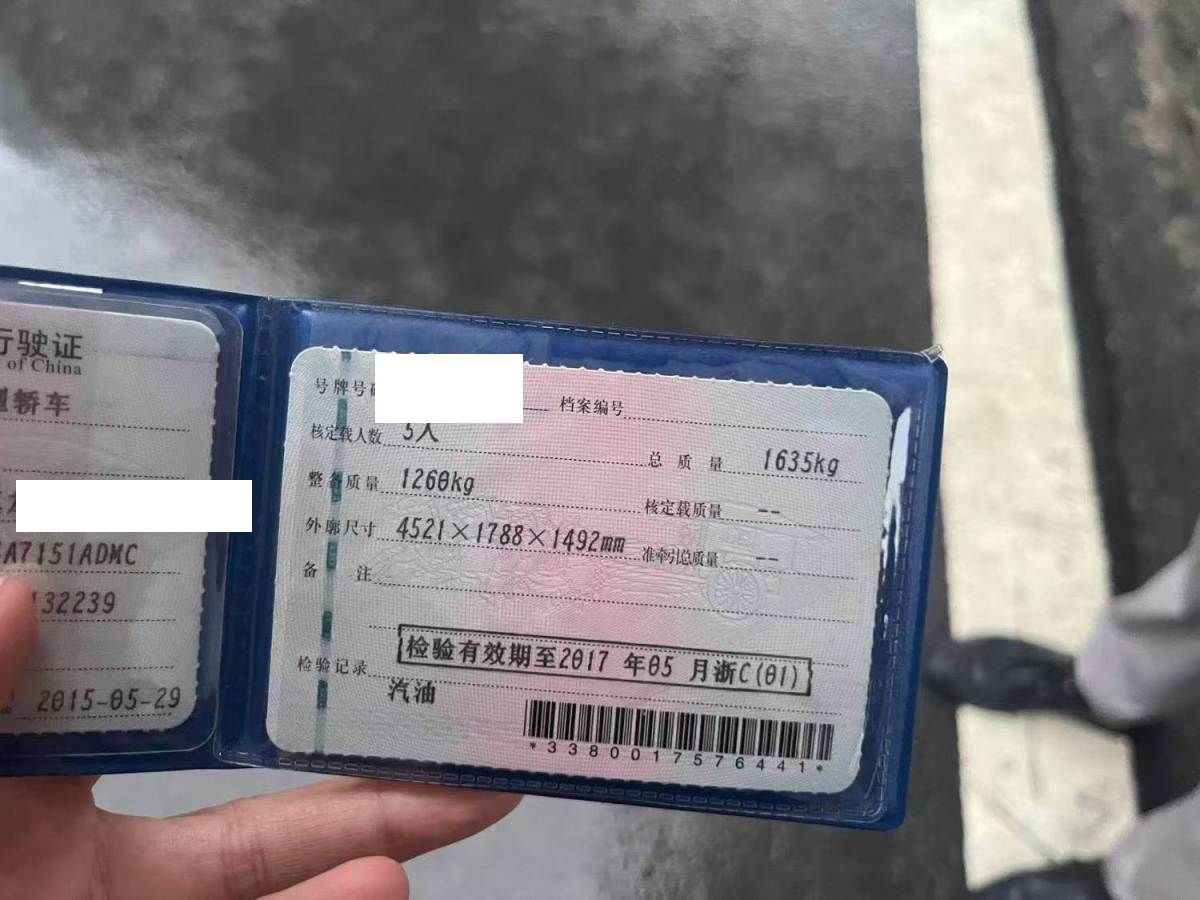 行驶证
of China
轿车
A7151ADMC
132239
2015-05-29
号牌号码
档案编号
核定载人数 5人
总质量 1635kg
整备质量 1260kg
核定载质量 --
外廓尺寸 4521×1788×1492mm
准牵引总质量 --
备注
检验有效期至2017 年05 月浙C(01)
检验记录
汽油
*3380017576441*